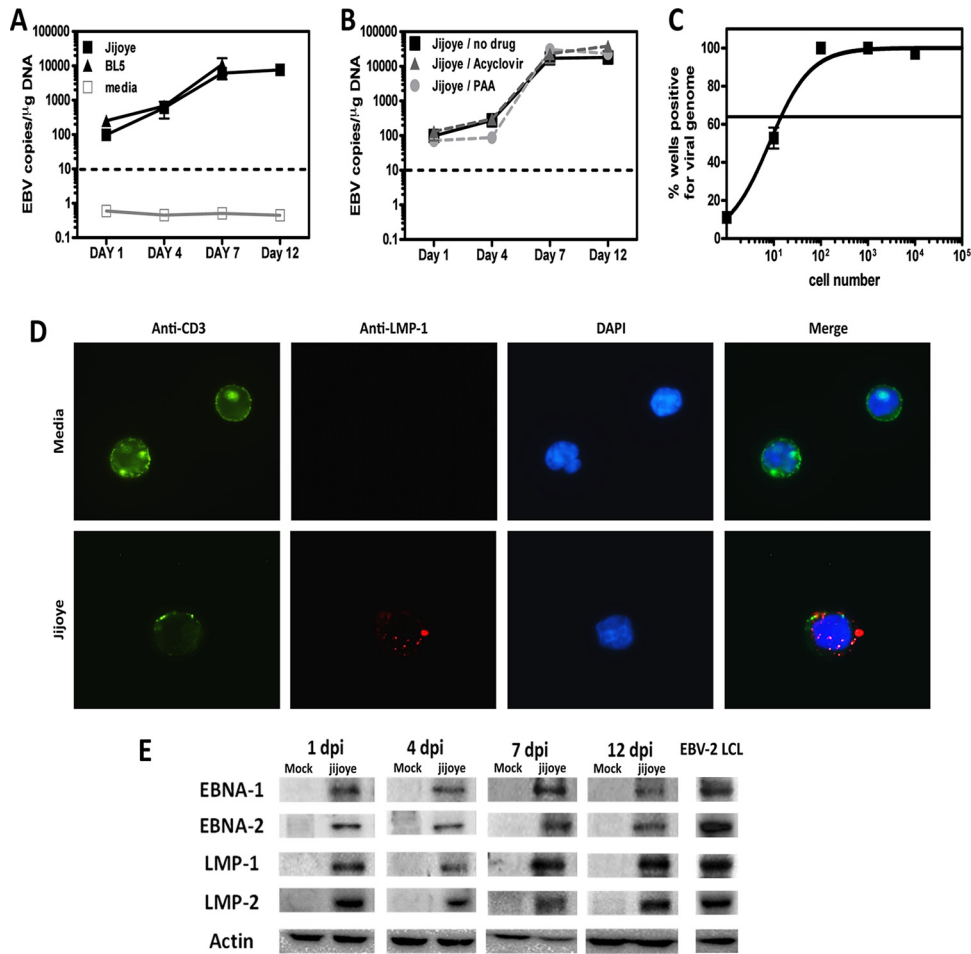 A
EBV copies/µg DNA
100000
10000
1000
100
10
1
0.1
Jijoye
BL5
media
DAY 1
DAY 4
DAY 7
Day 12
B
EBV copies/µg DNA
100000
10000
1000
100
10
1
0.1
Jijoye / no drug
Jijoye / Acyclovir
Jijoye / PAA
Day 1
Day 4
Day 7
Day 12
C
% wells positive
for viral genome
120
100
80
60
40
20
0
10¹
10²
10³
10⁴
10⁵
cell number
D
Anti-CD3 Anti-LMP-1 DAPI Merge
Media
Jijoye
E
1 dpi 4 dpi 7 dpi 12 dpi EBV-2 LCL
Mock jijoye Mock jijoye Mock jijoye Mock jijoye
EBNA-1
EBNA-2
LMP-1
LMP-2
Actin